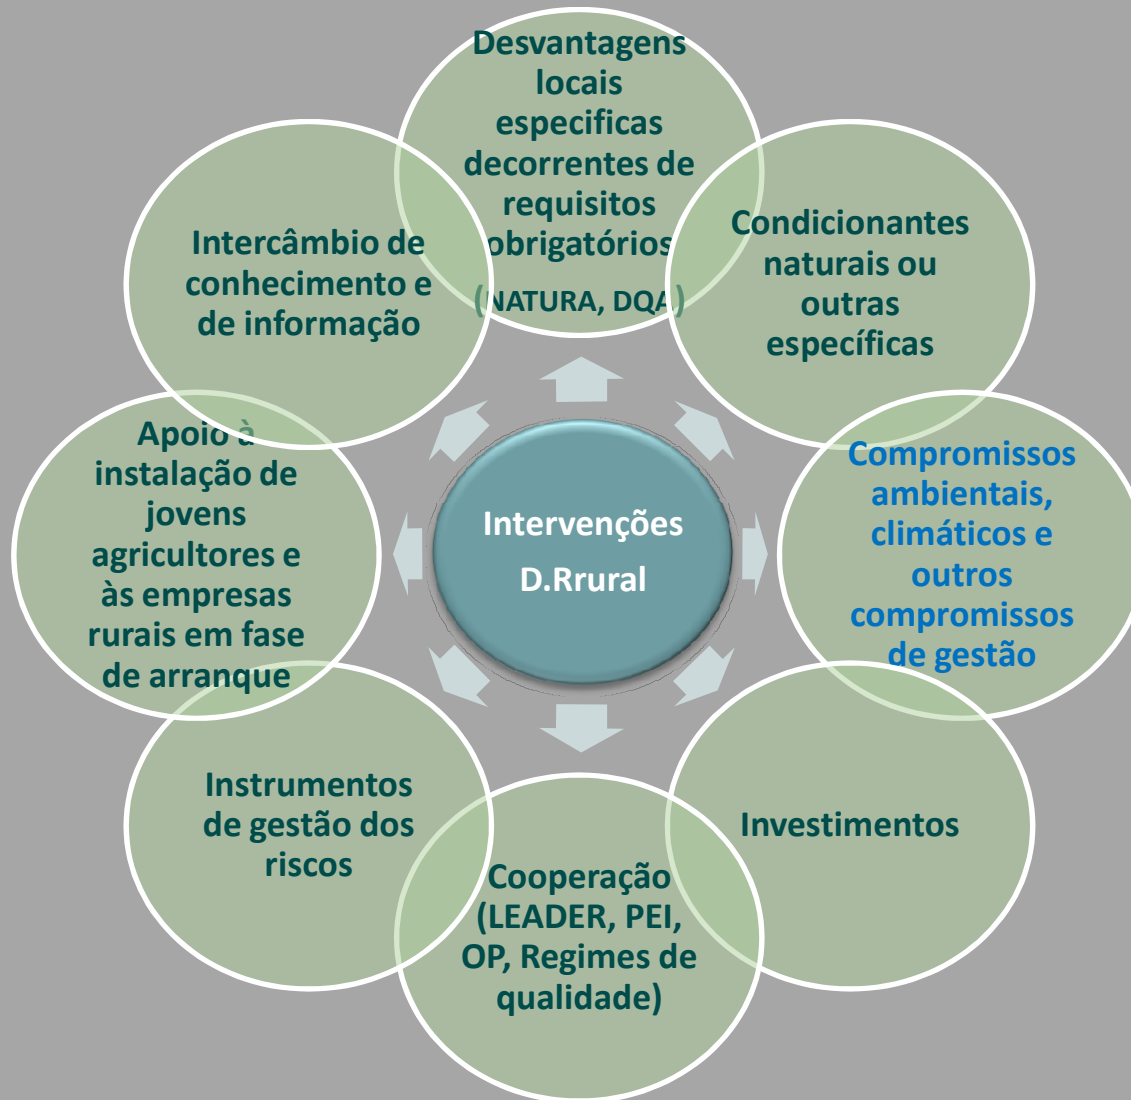 Desvantagens
locais
especificas
decorrentes de
requisitos
obrigatórios
(NATURA, DQA)
Condicionantes
naturais ou
outras
específicas
Compromissos
ambientais,
climáticos e
outros
compromissos
de gestão
Investimentos
Cooperação
(LEADER, PEI,
OP, Regimes de
qualidade)
Instrumentos
de gestão dos
riscos
Apoio à
instalação de
jovens
agricultores e
às empresas
rurais em fase
de arranque
Intercâmbio de
conhecimento e
de informação
Intervenções
D.Rrural